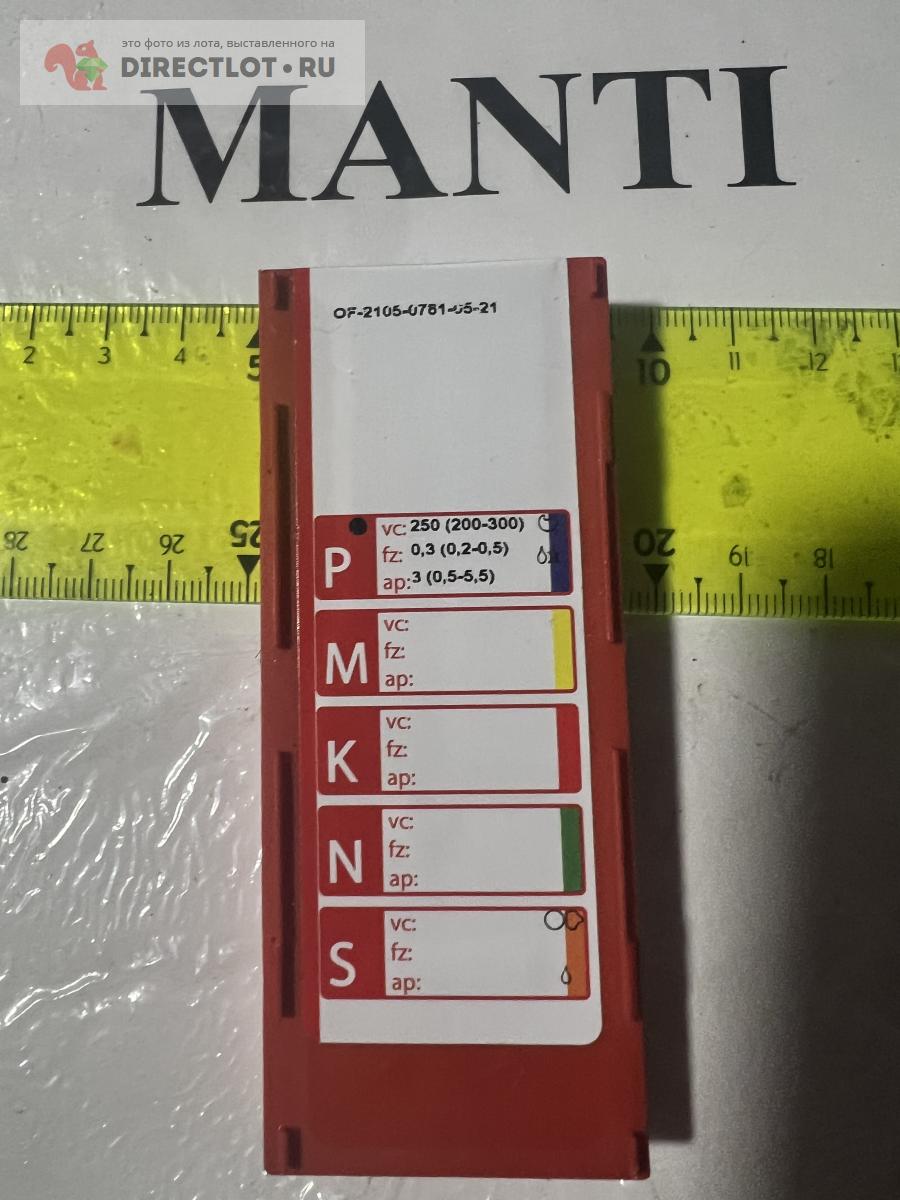 это фото из лота, выставленного на
DIRECTLOT.RU
MANTI
2 3 4 5 10 11 12
OF-2105-0781-05-21
28 27 26 25 20 19 18
P
vc: 250 (200-300)
fz: 0,3 (0,2-0,5)
ap: 3 (0,5-5,5)
M
vc:
fz:
ap:
K
vc:
fz:
ap:
N
vc:
fz:
ap:
S
vc:
fz:
ap: